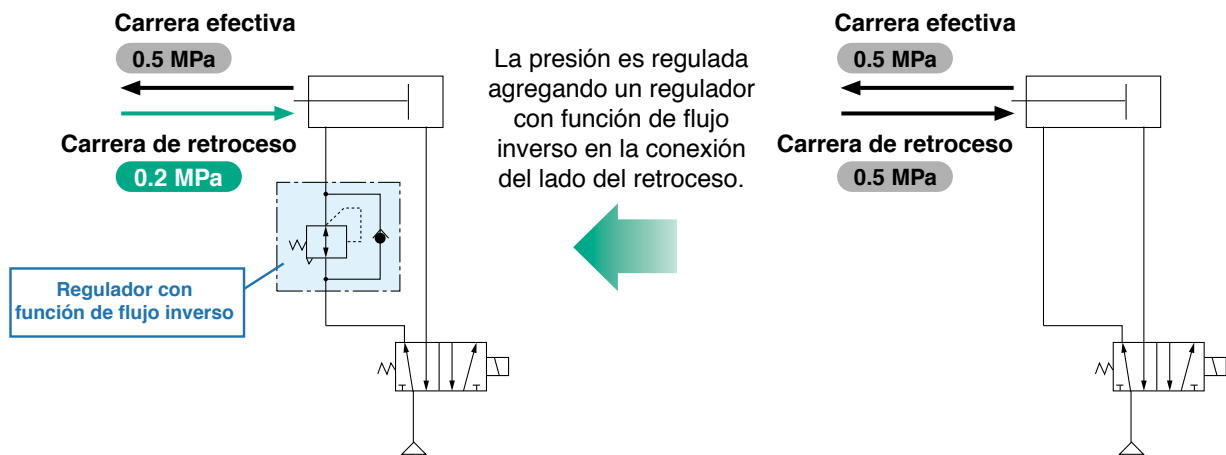 Carrera efectiva
0.5 MPa
Carrera de retroceso
0.2 MPa
Regulador con
función de flujo inverso
La presión es regulada
agregando un regulador
con función de flujo
inverso en la conexión
del lado del retroceso.
Carrera efectiva
0.5 MPa
Carrera de retroceso
0.5 MPa